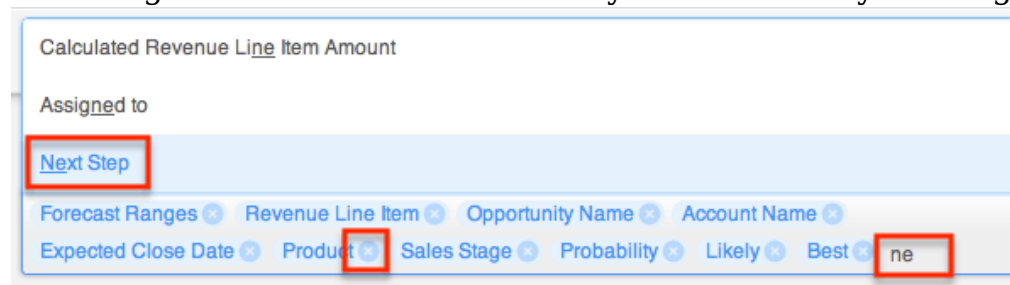 Calculated Revenue Line Item Amount
Assigned to
Next Step
Forecast Ranges Revenue Line Item Opportunity Name Account Name
Expected Close Date Product Sales Stage Probability Likely Best ne